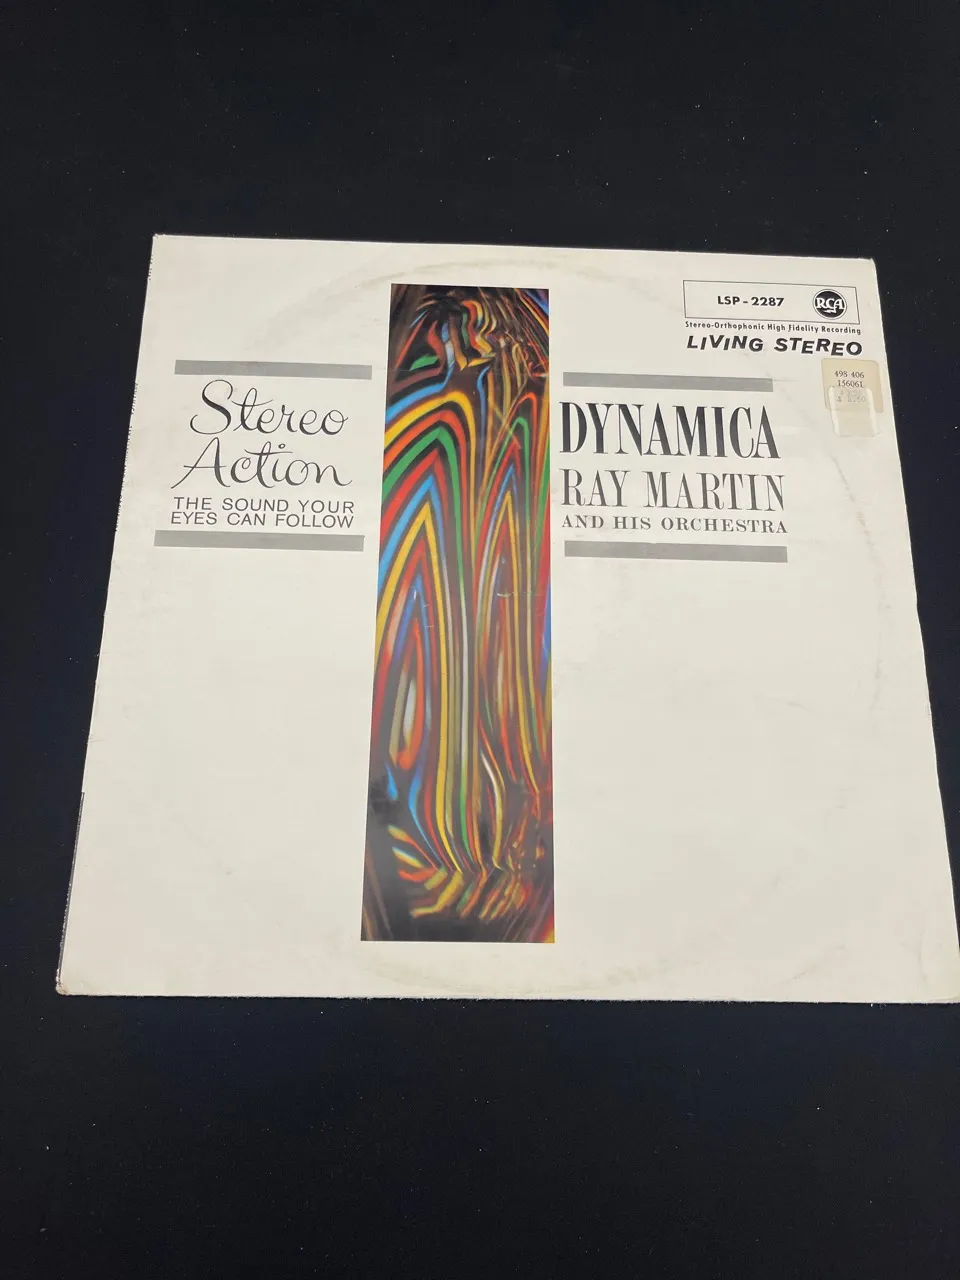 LSP-2287
RCA
Stereo-Orthophonic High Fidelity Recording
LIVING STEREO
498 406
156061
Stereo
Action
THE SOUND YOUR
EYES CAN FOLLOW
DYNAMICA
RAY MARTIN
AND HIS ORCHESTRA